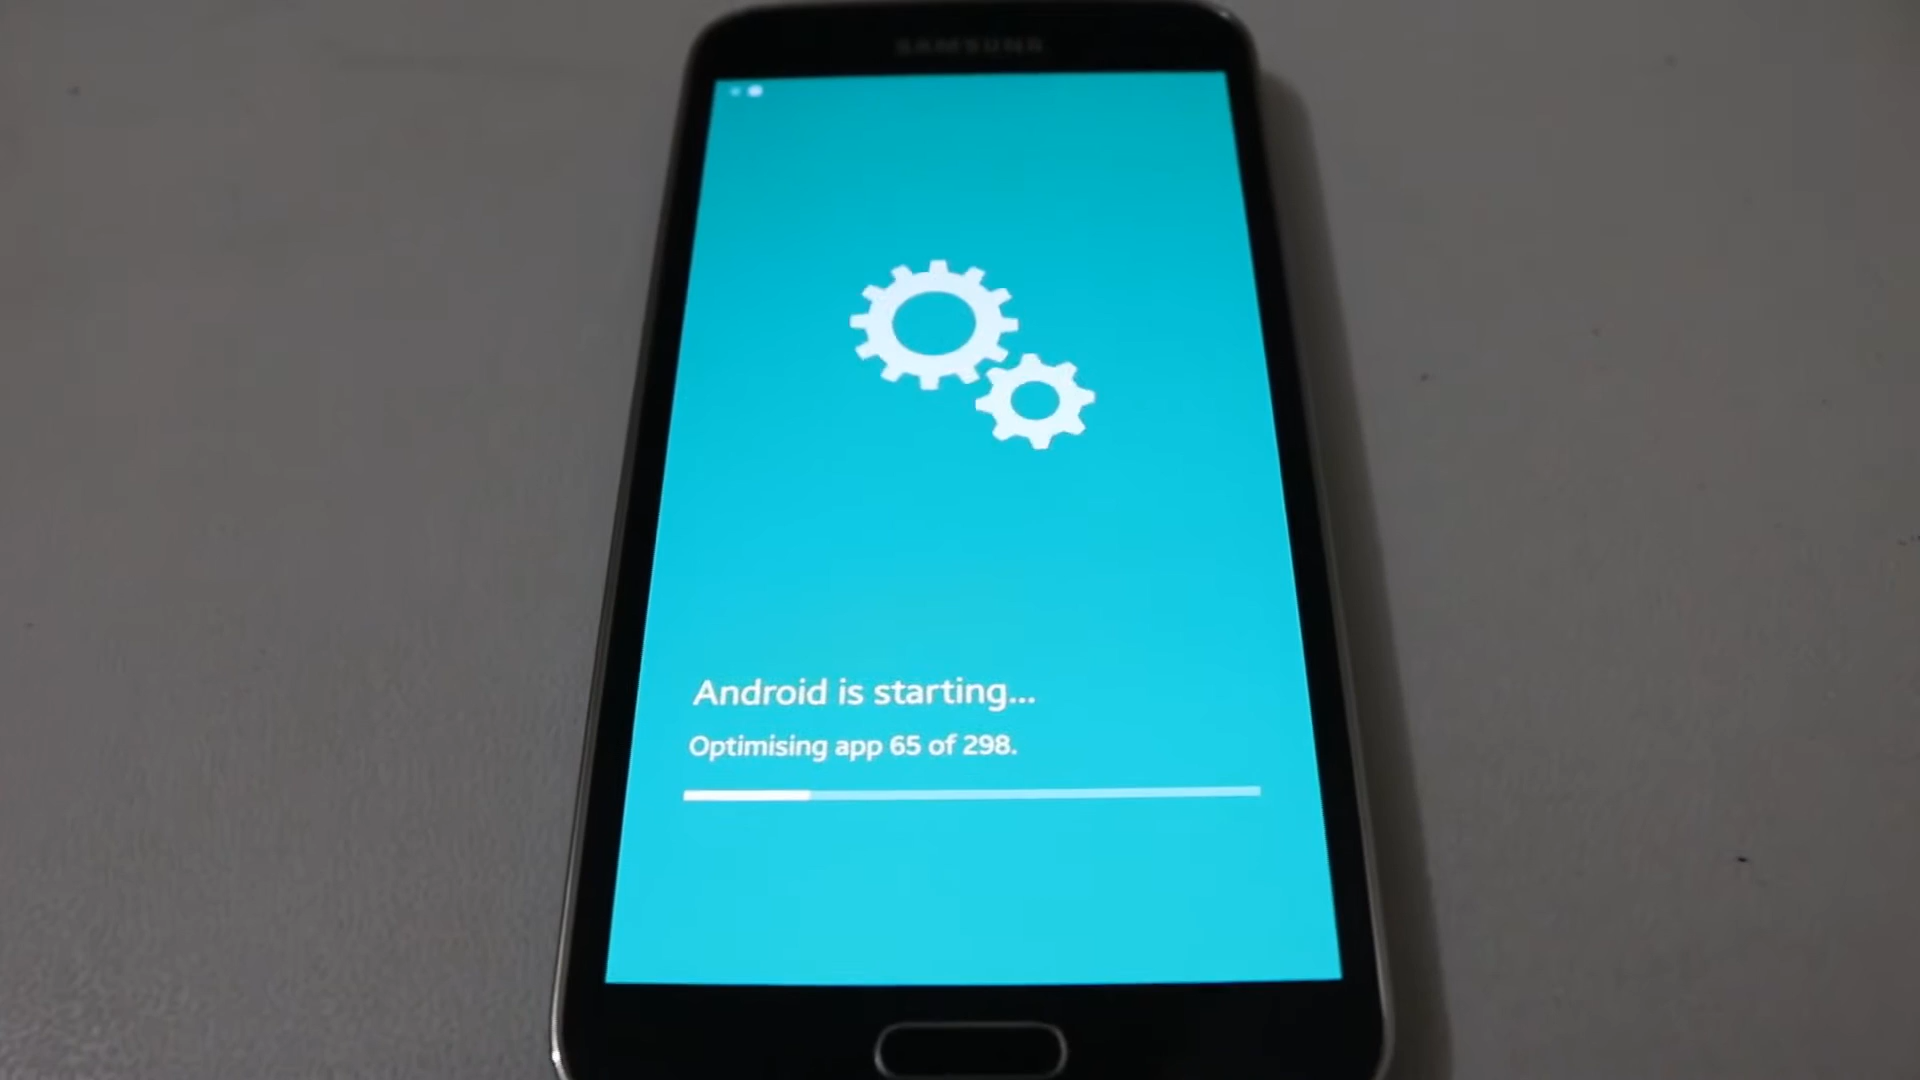 SAMSUNG
Android is starting...
Optimising app 65 of 298.